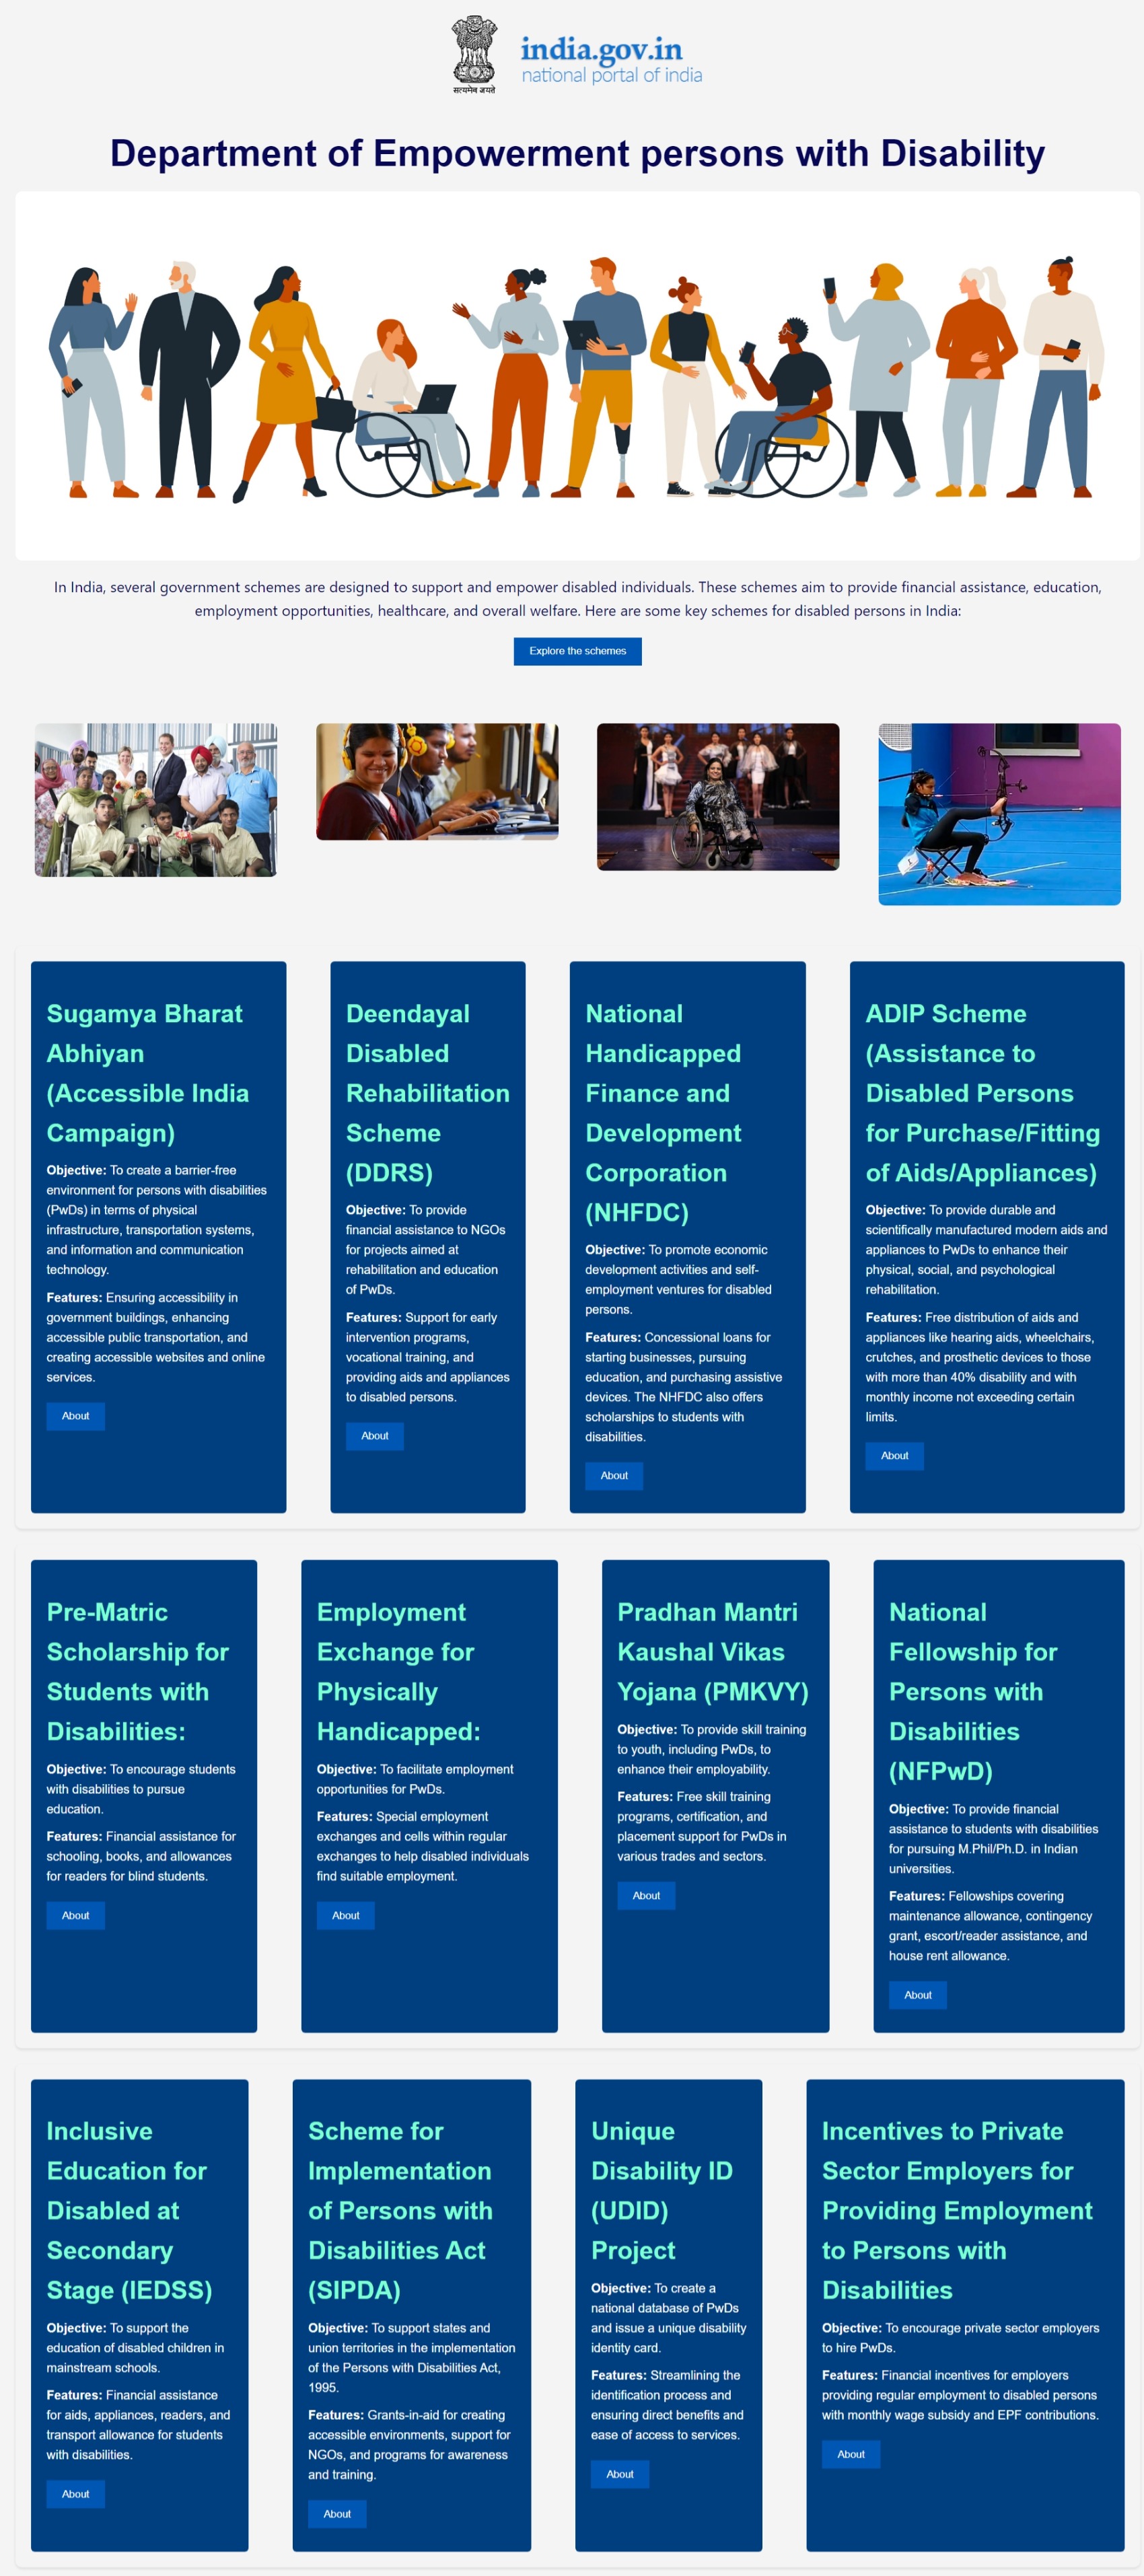 सत्यमेव जयते
india.gov.in
national portal of india
Department of Empowerment persons with Disability
In India, several government schemes are designed to support and empower disabled individuals. These schemes aim to provide financial assistance, education,
employment opportunities, healthcare, and overall welfare. Here are some key schemes for disabled persons in India:
Explore the schemes
Sugamya Bharat
Abhiyan
(Accessible India
Campaign)
Objective: To create a barrier-free
environment for persons with disabilities
(PwDs) in terms of physical
infrastructure, transportation systems,
and information and communication
technology.
Features: Ensuring accessibility in
government buildings, enhancing
accessible public transportation, and
creating accessible websites and online
services.
About
Deendayal
Disabled
Rehabilitation
Scheme
(DDRS)
Objective: To provide
financial assistance to NGOs
for projects aimed at
rehabilitation and education
of PwDs.
Features: Support for early
intervention programs,
vocational training, and
providing aids and appliances
to disabled persons.
About
National
Handicapped
Finance and
Development
Corporation
(NHFDC)
Objective: To promote economic
development activities and self-
employment ventures for disabled
persons.
Features: Concessional loans for
starting businesses, pursuing
education, and purchasing assistive
devices. The NHFDC also offers
scholarships to students with
disabilities.
About
ADIP Scheme
(Assistance to
Disabled Persons
for Purchase/Fitting
of Aids/Appliances)
Objective: To provide durable and
scientifically manufactured modern aids and
appliances to PwDs to enhance their
physical, social, and psychological
rehabilitation.
Features: Free distribution of aids and
appliances like hearing aids, wheelchairs,
crutches, and prosthetic devices to those
with more than 40% disability and with
monthly income not exceeding certain
limits.
About
Pre-Matric
Scholarship for
Students with
Disabilities:
Objective: To encourage students
with disabilities to pursue
education.
Features: Financial assistance for
schooling, books, and allowances
for readers for blind students.
About
Employment
Exchange for
Physically
Handicapped:
Objective: To facilitate employment
opportunities for PwDs.
Features: Special employment
exchanges and cells within regular
exchanges to help disabled individuals
find suitable employment.
About
Pradhan Mantri
Kaushal Vikas
Yojana (PMKVY)
Objective: To provide skill training
to youth, including PwDs, to
enhance their employability.
Features: Free skill training
programs, certification, and
placement support for PwDs in
various trades and sectors.
About
National
Fellowship for
Persons with
Disabilities
(NFPwD)
Objective: To provide financial
assistance to students with disabilities
for pursuing M.Phil/Ph.D. in Indian
universities.
Features: Fellowships covering
maintenance allowance, contingency
grant, escort/reader assistance, and
house rent allowance.
About
Inclusive
Education for
Disabled at
Secondary
Stage (IEDSS)
Objective: To support the
education of disabled children in
mainstream schools.
Features: Financial assistance
for aids, appliances, readers, and
transport allowance for students
with disabilities.
About
Scheme for
Implementation
of Persons with
Disabilities Act
(SIPDA)
Objective: To support states and
union territories in the implementation
of the Persons with Disabilities Act,
1995.
Features: Grants-in-aid for creating
accessible environments, support for
NGOs, and programs for awareness
and training.
About
Unique
Disability ID
(UDID)
Project
Objective: To create a
national database of PwDs
and issue a unique disability
identity card.
Features: Streamlining the
identification process and
ensuring direct benefits and
ease of access to services.
About
Incentives to Private
Sector Employers for
Providing Employment
to Persons with
Disabilities
Objective: To encourage private sector employers
to hire PwDs.
Features: Financial incentives for employers
providing regular employment to disabled persons
with monthly wage subsidy and EPF contributions.
About